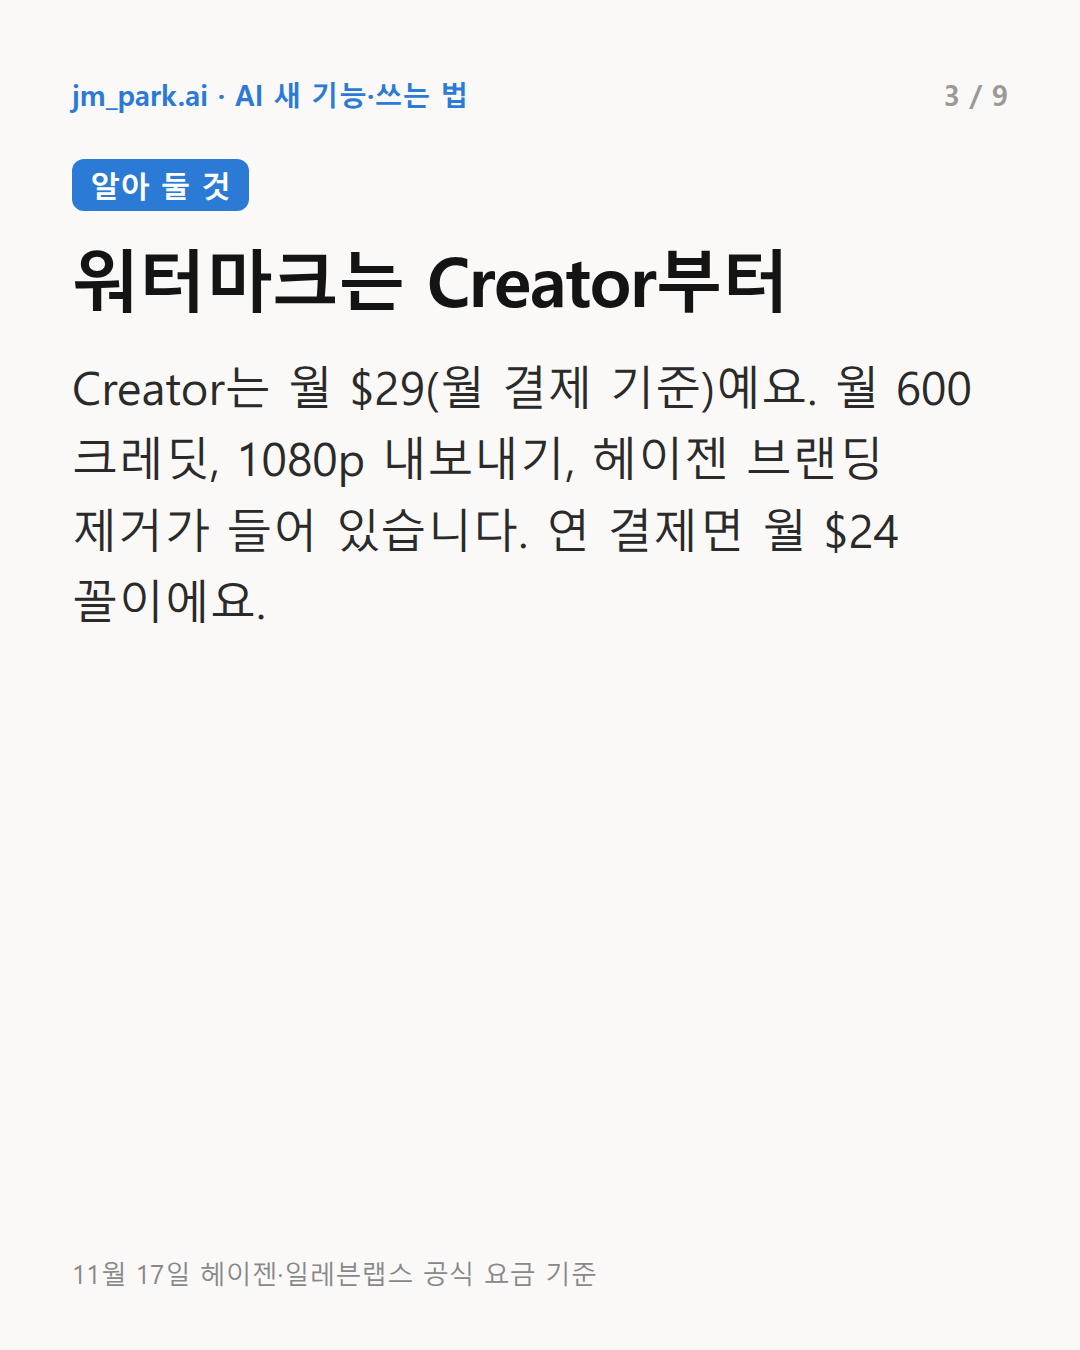 jm_park.ai · AI 새 기능·쓰는 법
3 / 9
알아 둘 것
워터마크는 Creator부터
Creator는 월 $29(월 결제 기준)예요. 월 600
크레딧, 1080p 내보내기, 헤이젠 브랜딩
제거가 들어 있습니다. 연 결제면 월 $24
꼴이에요.
11월 17일 헤이젠·일레븐랩스 공식 요금 기준